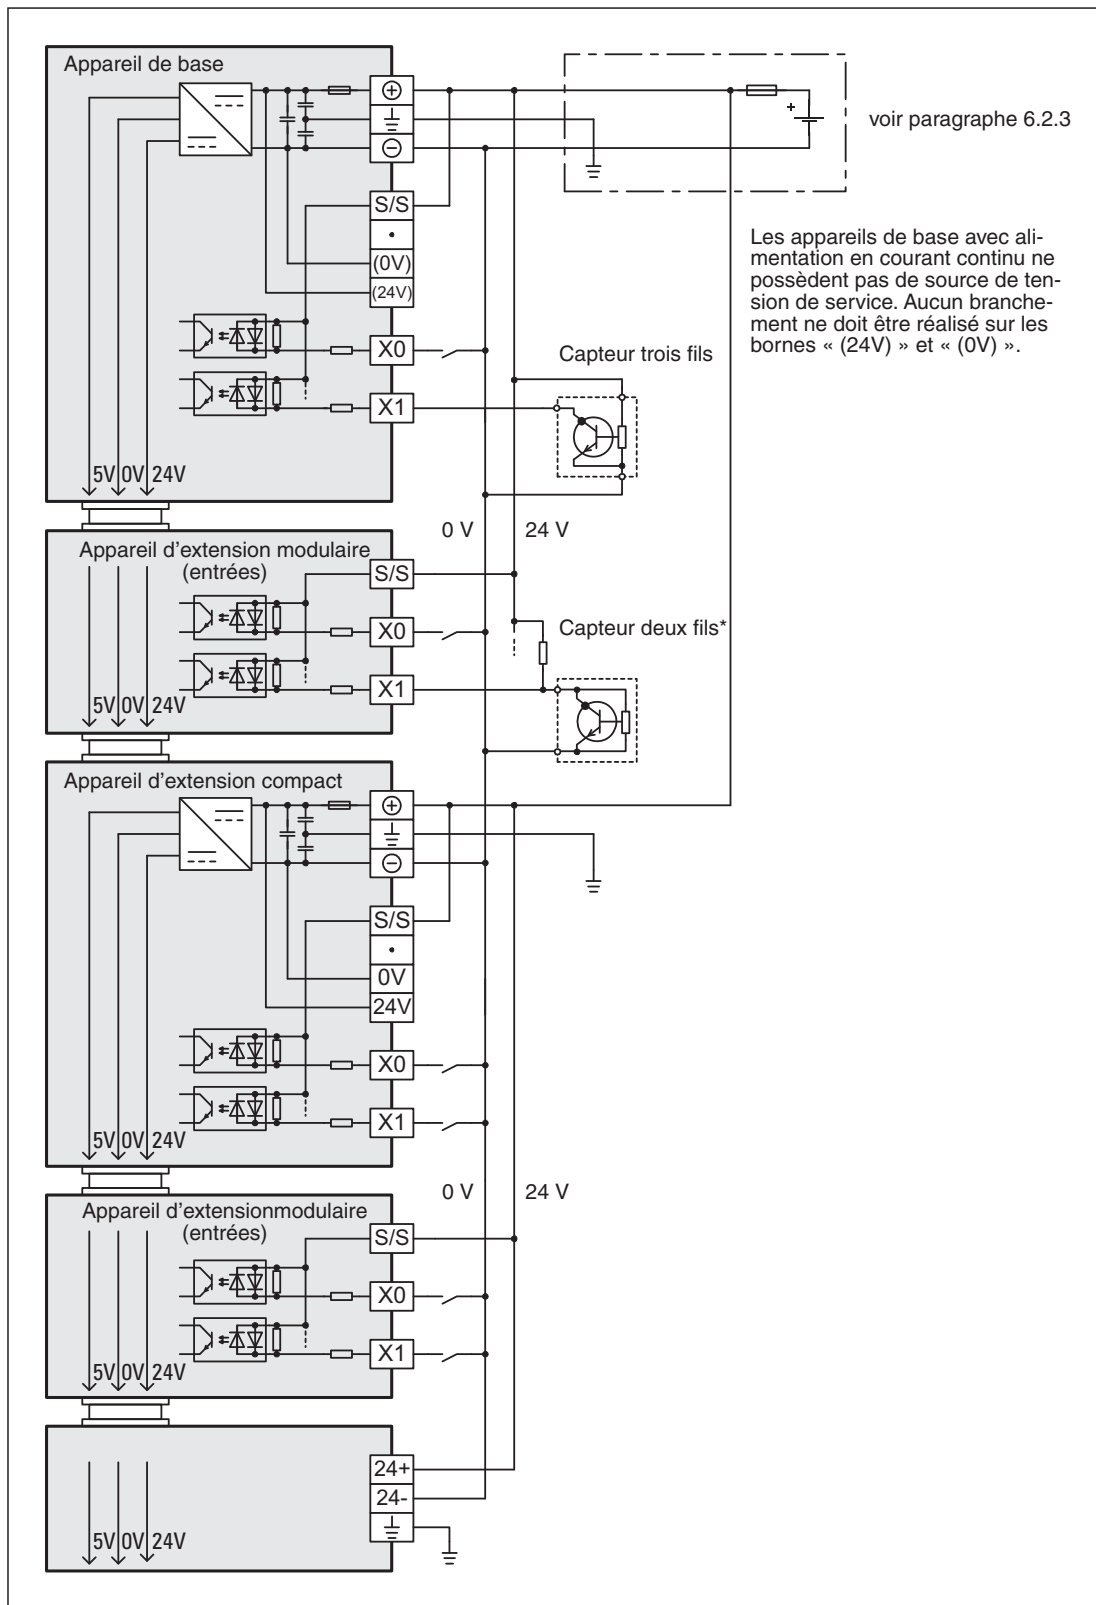 Appareil de base
voir paragraphe 6.2.3
S/S
•
(0V)
(24V)
Les appareils de base avec ali-
mentation en courant continu ne
possèdent pas de source de ten-
sion de service. Aucun branche-
ment ne doit être réalisé sur les
bornes « (24V) » et « (0V) ».
X0
Capteur trois fils
X1
5V 0V 24V
0 V 24 V
Appareil d'extension modulaire
(entrées)
S/S
X0
Capteur deux fils*
X1
5V 0V 24V
Appareil d'extension compact
S/S
•
0V
24V
X0
X1
5V 0V 24V
0 V 24 V
Appareil d'extensionmodulaire
(entrées)
S/S
X0
X1
5V 0V 24V
24+
24-
5V 0V 24V